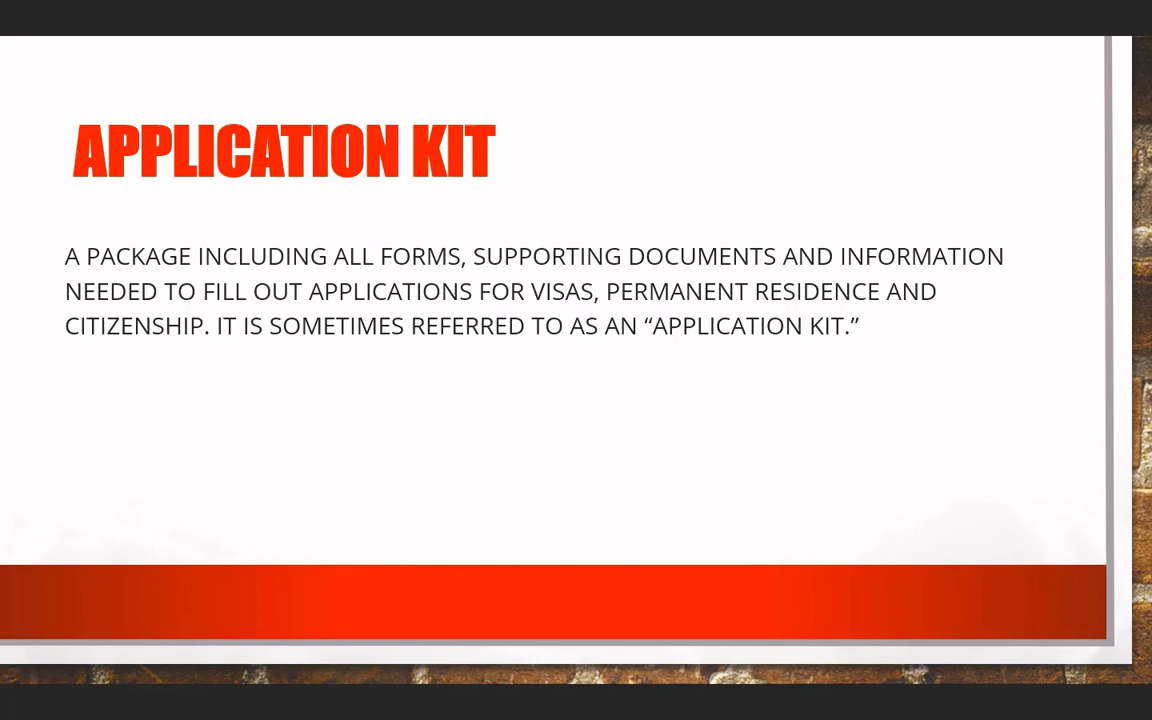 APPLICATION KIT
A PACKAGE INCLUDING ALL FORMS, SUPPORTING DOCUMENTS AND INFORMATION
NEEDED TO FILL OUT APPLICATIONS FOR VISAS, PERMANENT RESIDENCE AND
CITIZENSHIP. IT IS SOMETIMES REFERRED TO AS AN “APPLICATION KIT.”